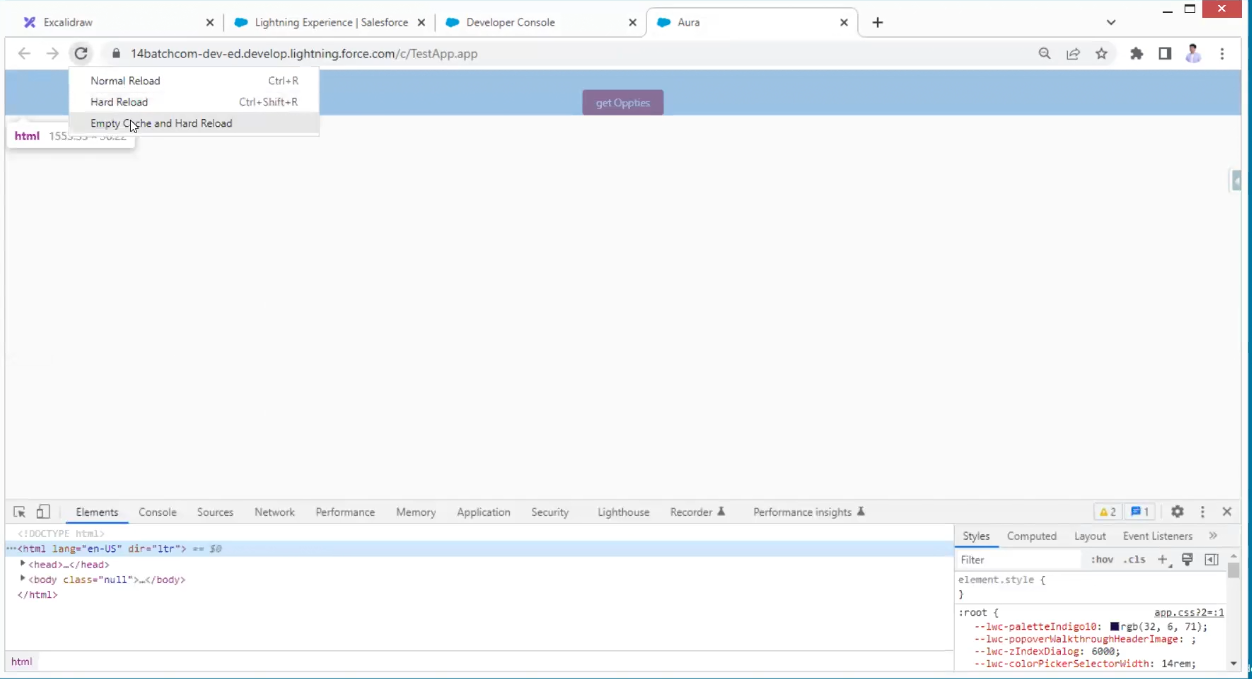 Excalidraw
Lightning Experience | Salesforce
Developer Console
Aura
14batchcom-dev-ed.develop.lightning.force.com/c/TestApp.app
Normal Reload Ctrl+R
Hard Reload Ctrl+Shift+R
Empty Cache and Hard Reload
get Oppties
html
Elements Console Sources Network Performance Memory Application Security Lighthouse Recorder Performance insights 2 1
<!DOCTYPE html>
<html lang="en-US" dir="ltr"> == $0
<head>…</head>
<body class="null">…</body>
</html>
html
Styles Computed Layout Event Listeners
Filter :hov .cls
element.style {
}
:root { app.css?2=:1
--lwc-paletteIndigo10: rgb(32, 6, 71);
--lwc-popoverWalkthroughHeaderImage: ;
--lwc-zIndexDialog: 6000;
--lwc-colorPickerSelectorWidth: 14rem;